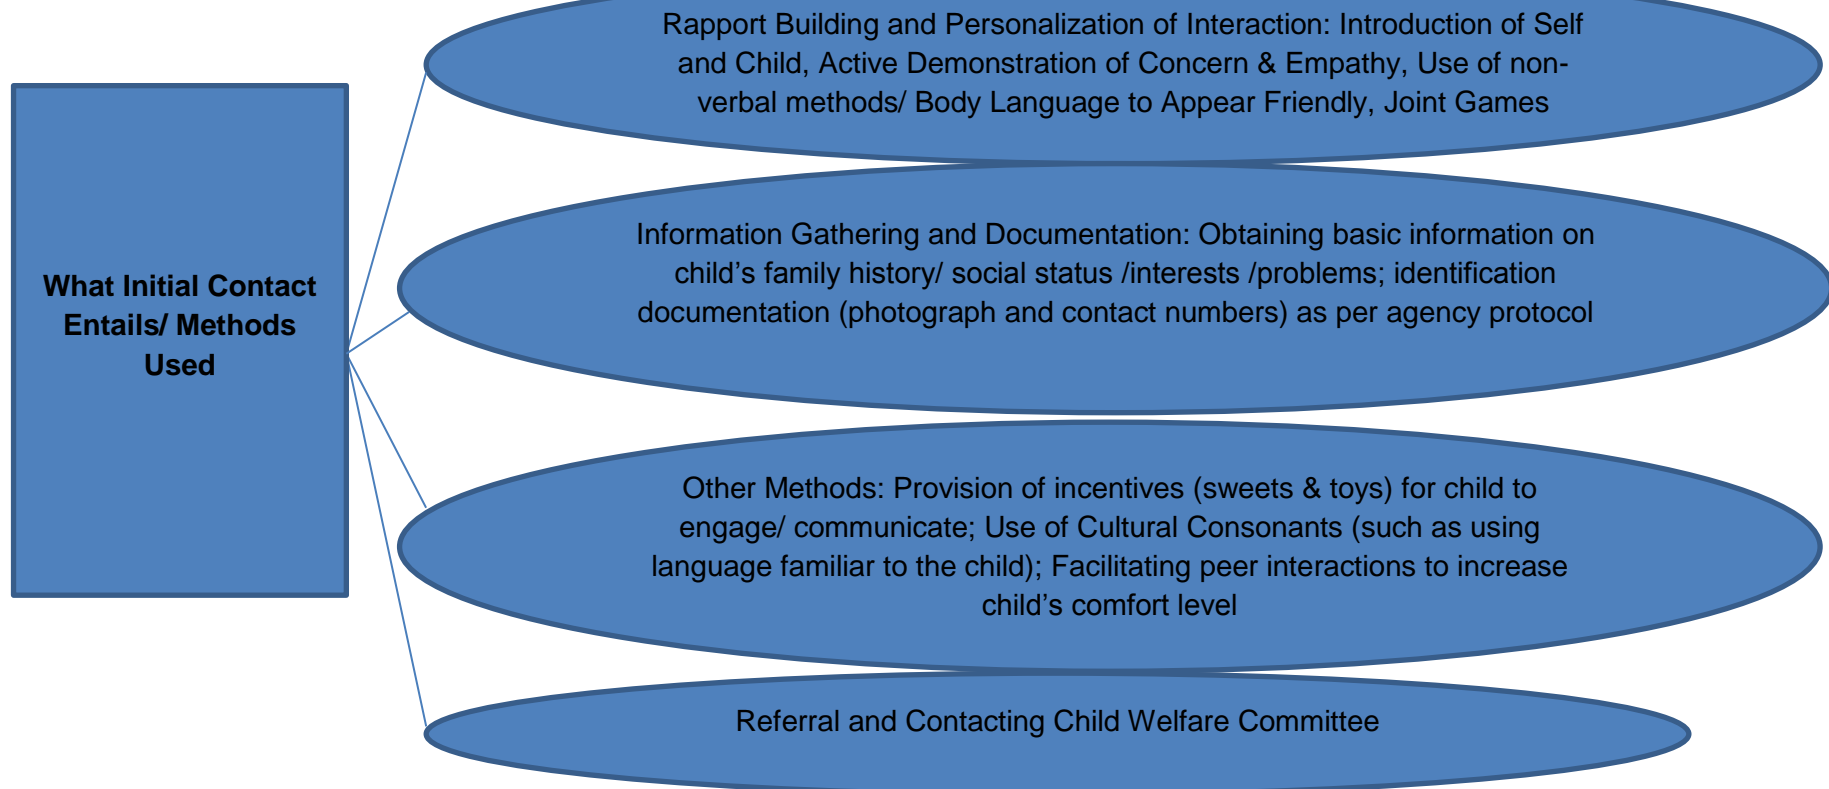 What Initial Contact
Entails/ Methods
Used
Rapport Building and Personalization of Interaction: Introduction of Self
and Child, Active Demonstration of Concern & Empathy, Use of non-
verbal methods/ Body Language to Appear Friendly, Joint Games
Information Gathering and Documentation: Obtaining basic information on
child’s family history/ social status /interests /problems; identification
documentation (photograph and contact numbers) as per agency protocol
Other Methods: Provision of incentives (sweets & toys) for child to
engage/ communicate; Use of Cultural Consonants (such as using
language familiar to the child); Facilitating peer interactions to increase
child’s comfort level
Referral and Contacting Child Welfare Committee